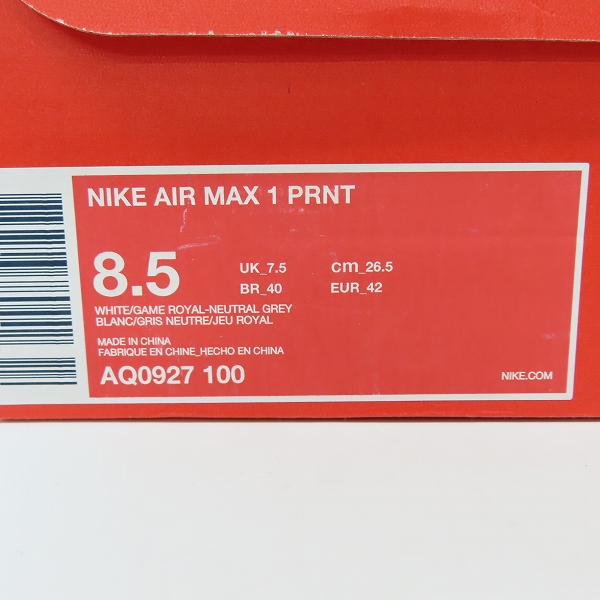 NIKE AIR MAX 1 PRNT
8.5 UK_7.5 cm_26.5
BR_40 EUR_42
WHITE/GAME ROYAL-NEUTRAL GREY
BLANC/GRIS NEUTRE/JEU ROYAL
MADE IN CHINA
FABRIQUE EN CHINE_HECHO EN CHINA
AQ0927 100 NIKE.COM